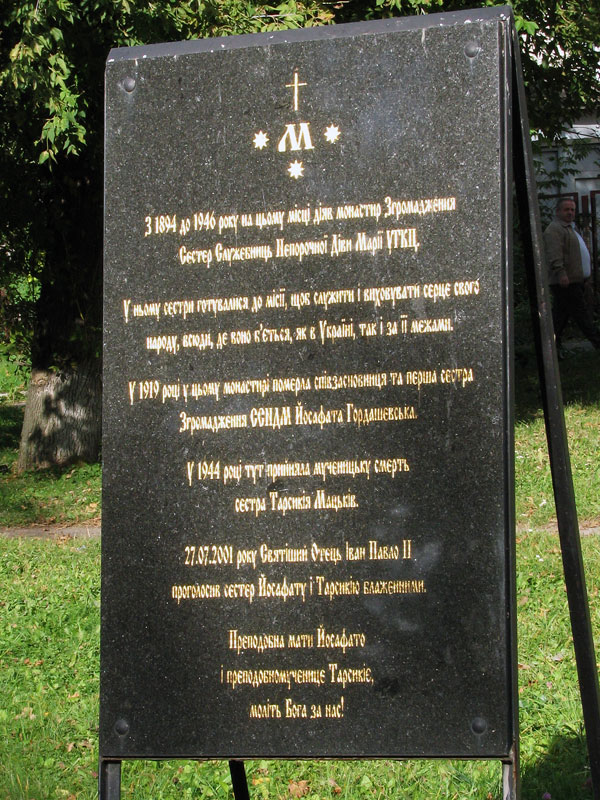 М
З 1894 до 1946 року на цьому місці діяв монастир Згромадження
Сестер Служебниць Непорочної Діви Марії УГКЦ.
У ньому сестри готувалися до місії, щоб служити і виховувати серце свого
народу, всюди, де воно б'ється, як в Україні, так і за її межами.
У 1919 році у цьому монастирі померла співзасновниця та перша сестра
Згромадження ССНДМ Йосафата Гордашевська.
У 1944 році тут прийняла мученицьку смерть
сестра Тарсикія Мацьків.
27.07.2001 року Святіший Отець Іван Павло ІІ
проголосив сестер Йосафату і Тарсикію блаженними.
Преподобна мати Йосафато
і преподобномученице Тарсикіє,
моліть Бога за нас!